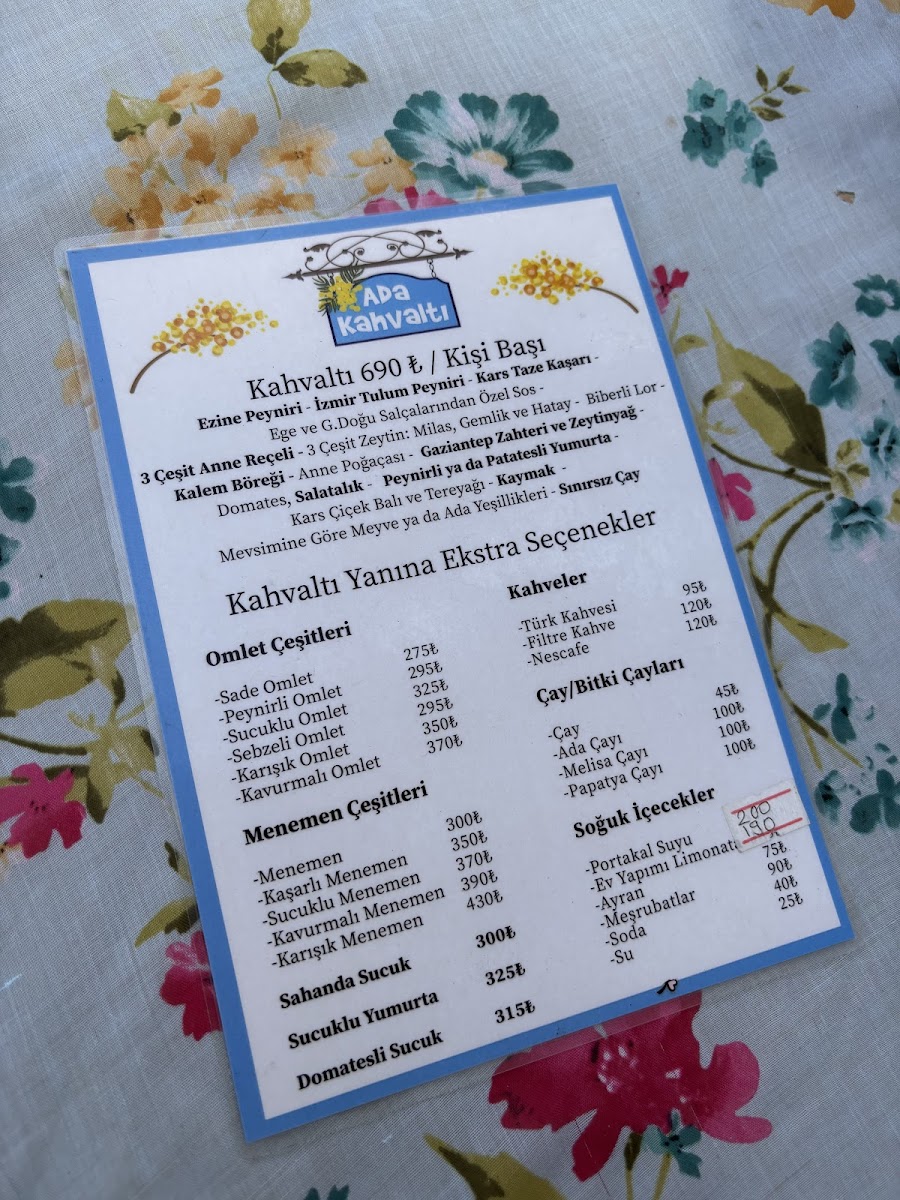 Ada
Kahvaltı
Kahvaltı 690 ₺ / Kişi Başı
Ezine Peyniri - İzmir Tulum Peyniri - Kars Taze Kaşarı -
Ege ve G.Doğu Salçalarından Özel Sos -
3 Çeşit Anne Reçeli - 3 Çeşit Zeytin: Milas, Gemlik ve Hatay - Biberli Lor -
Kalem Böreği - Anne Poğaçası - Gaziantep Zahteri ve Zeytinyağ -
Domates, Salatalık - Peynirli ya da Patatesli Yumurta -
Kars Çiçek Balı ve Tereyağı - Kaymak -
Mevsimine Göre Meyve ya da Ada Yeşillikleri - Sınırsız Çay
Kahvaltı Yanına Ekstra Seçenekler
Omlet Çeşitleri
-Sade Omlet 275₺
-Peynirli Omlet 295₺
-Sucuklu Omlet 325₺
-Sebzeli Omlet 295₺
-Karışık Omlet 350₺
-Kavurmalı Omlet 370₺
Menemen Çeşitleri
-Menemen 300₺
-Kaşarlı Menemen 350₺
-Sucuklu Menemen 370₺
-Kavurmalı Menemen 390₺
-Karışık Menemen 430₺
Sahanda Sucuk 300₺
Sucuklu Yumurta 325₺
Domatesli Sucuk 315₺
Kahveler
-Türk Kahvesi 95₺
-Filtre Kahve 120₺
-Nescafe 120₺
Çay/Bitki Çayları
-Çay 45₺
-Ada Çayı 100₺
-Melisa Çayı 100₺
-Papatya Çayı 100₺
Soğuk İçecekler
-Portakal Suyu 200
-Ev Yapımı Limonata 190
-Ayran 75₺
-Meşrubatlar 90₺
-Soda 40₺
-Su 25₺